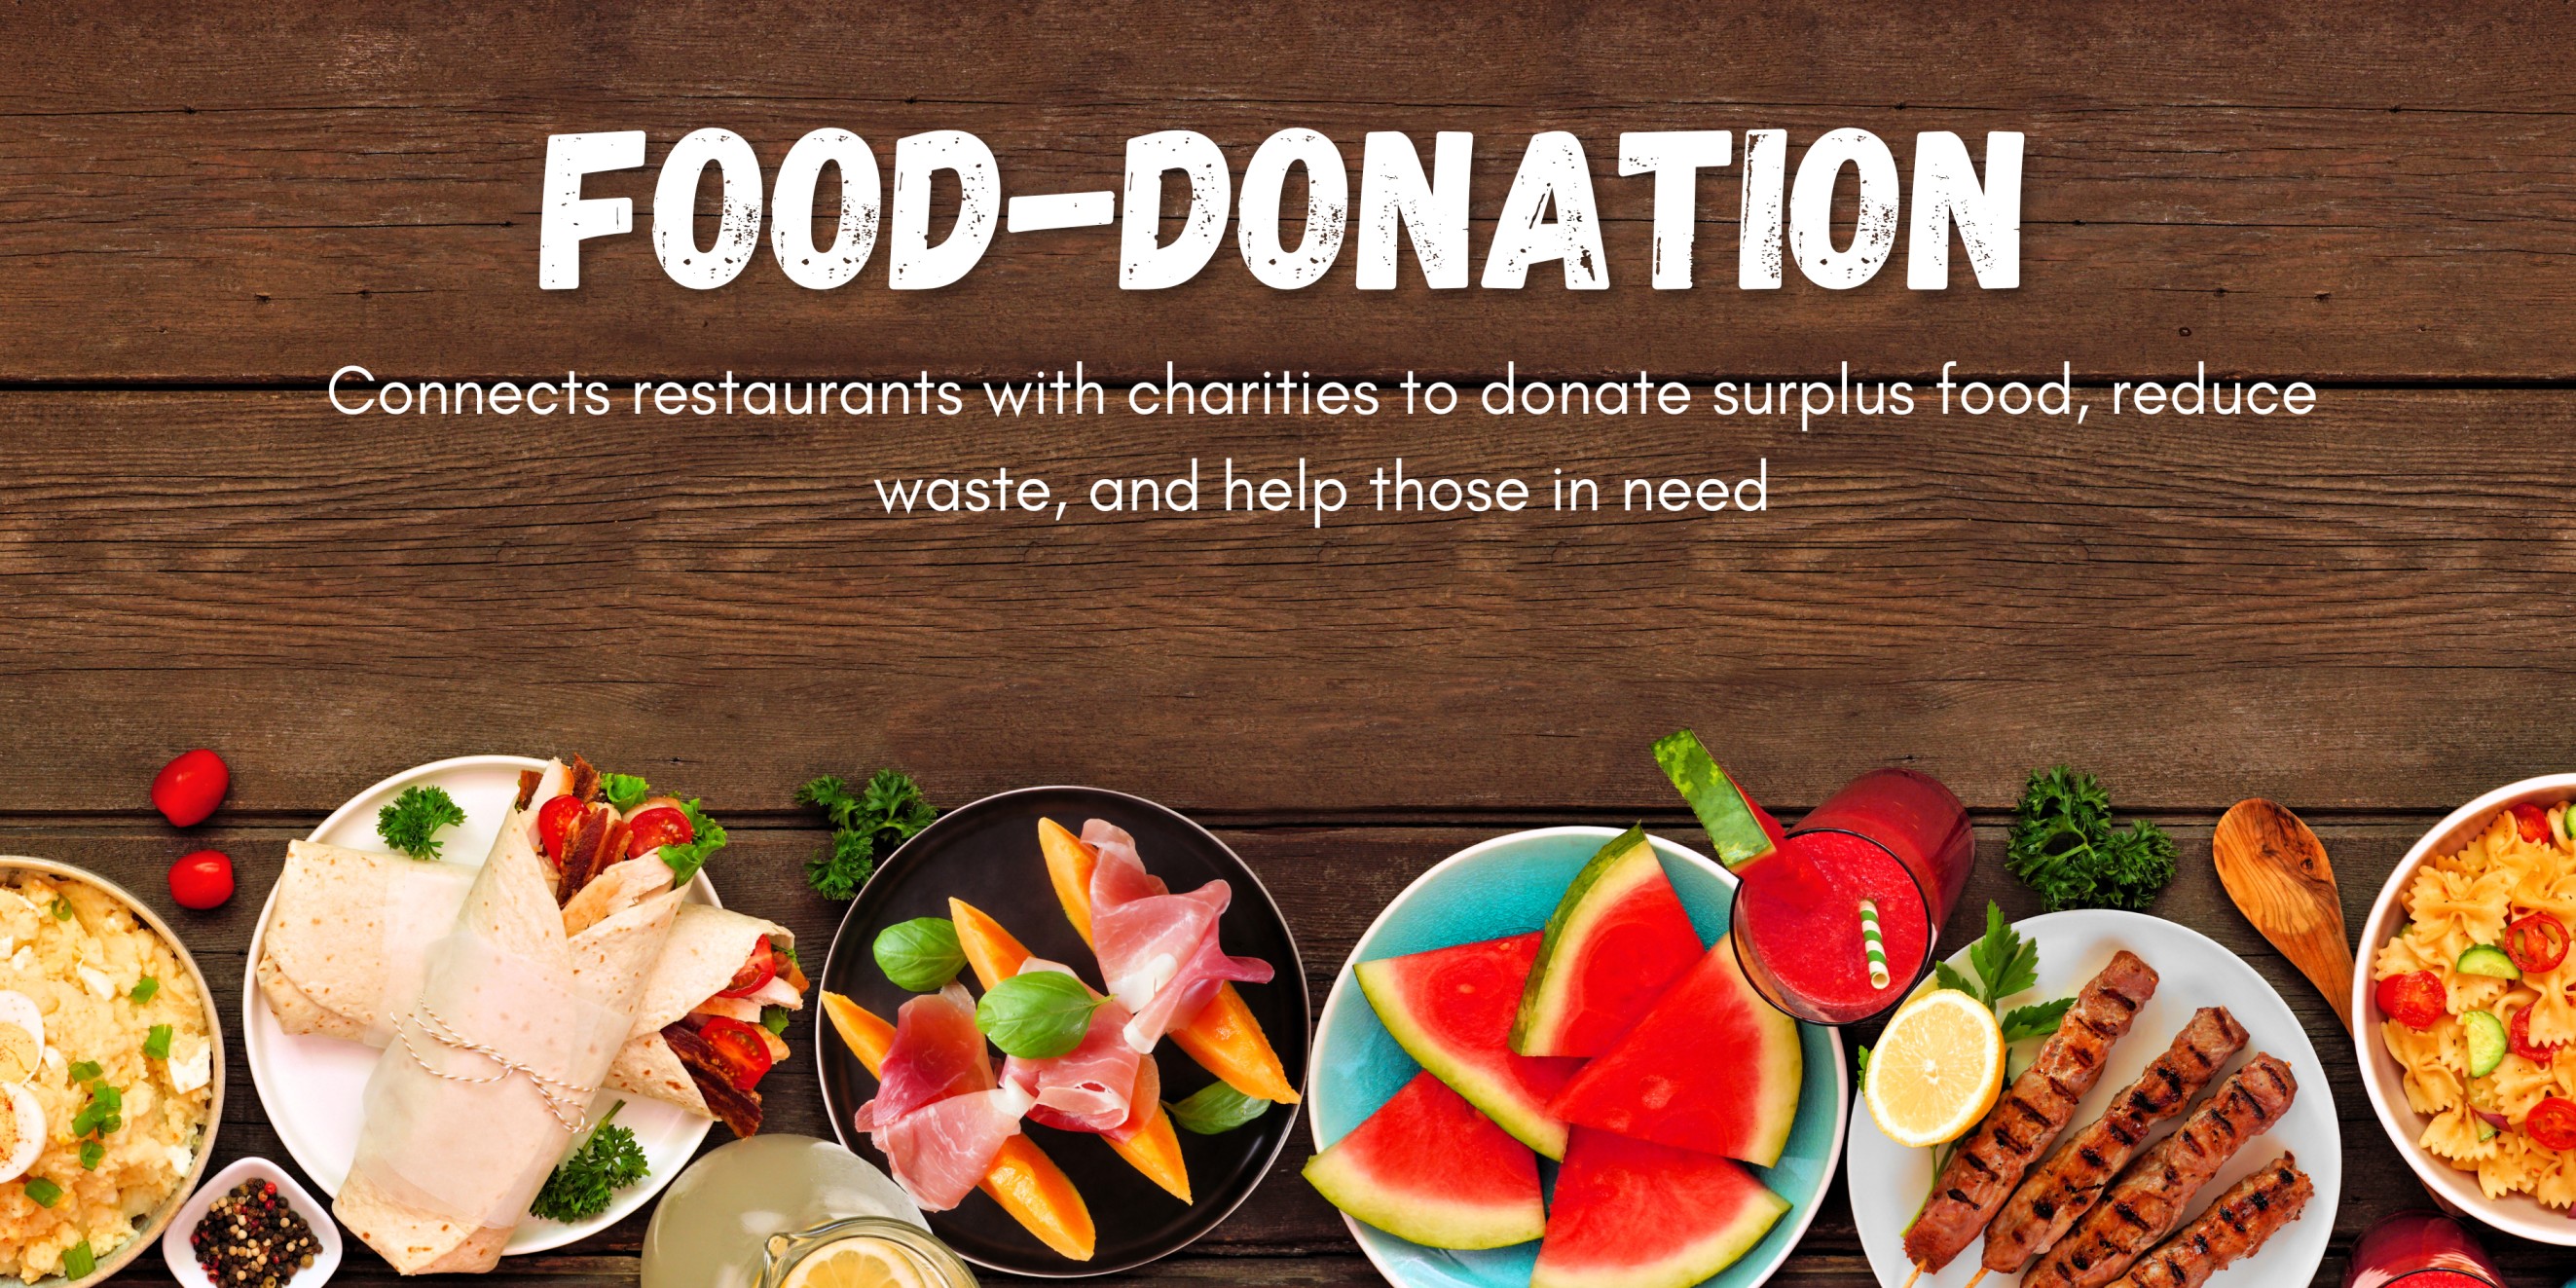 FOOD-DONATION
Connects restaurants with charities to donate surplus food, reduce
waste, and help those in need